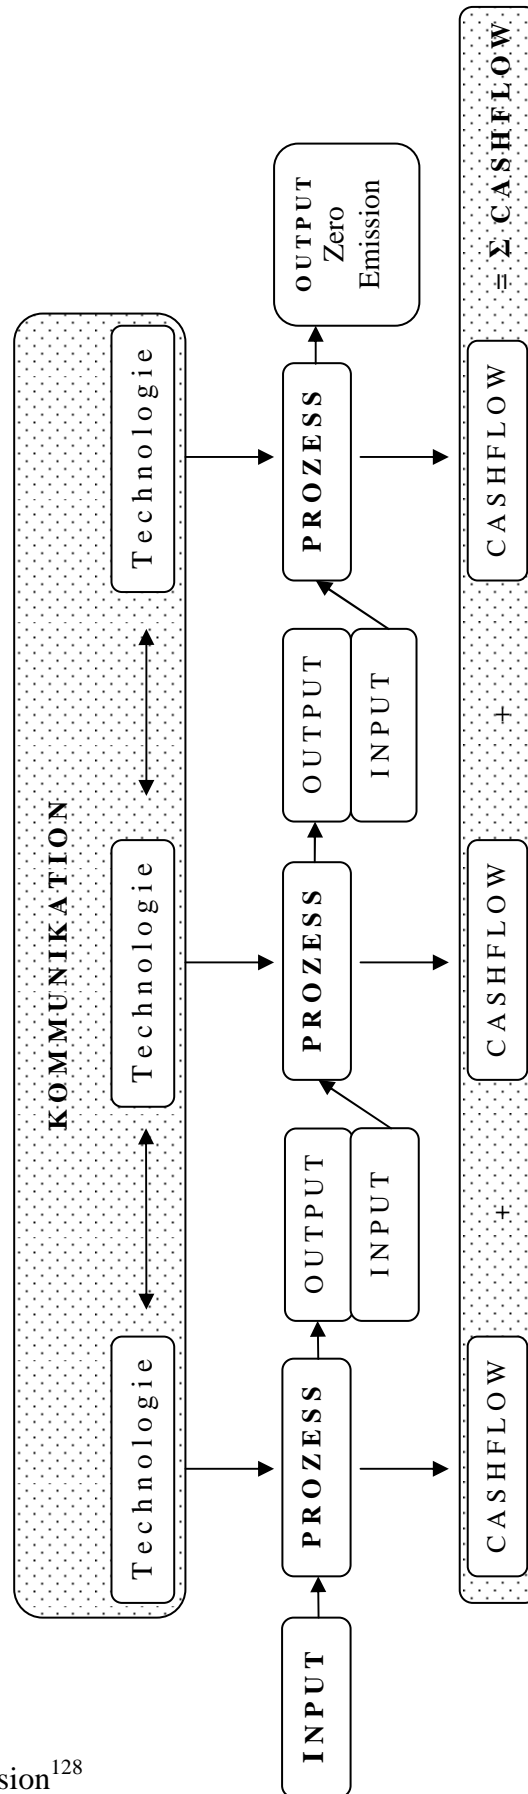 KOMMUNIKATION
Technologie
Technologie
Technologie
INPUT
PROZESS
OUTPUT
INPUT
PROZESS
OUTPUT
INPUT
PROZESS
OUTPUT
Zero
Emission
CASHFLOW
+
CASHFLOW
+
CASHFLOW
= Σ CASHFLOW
sion128